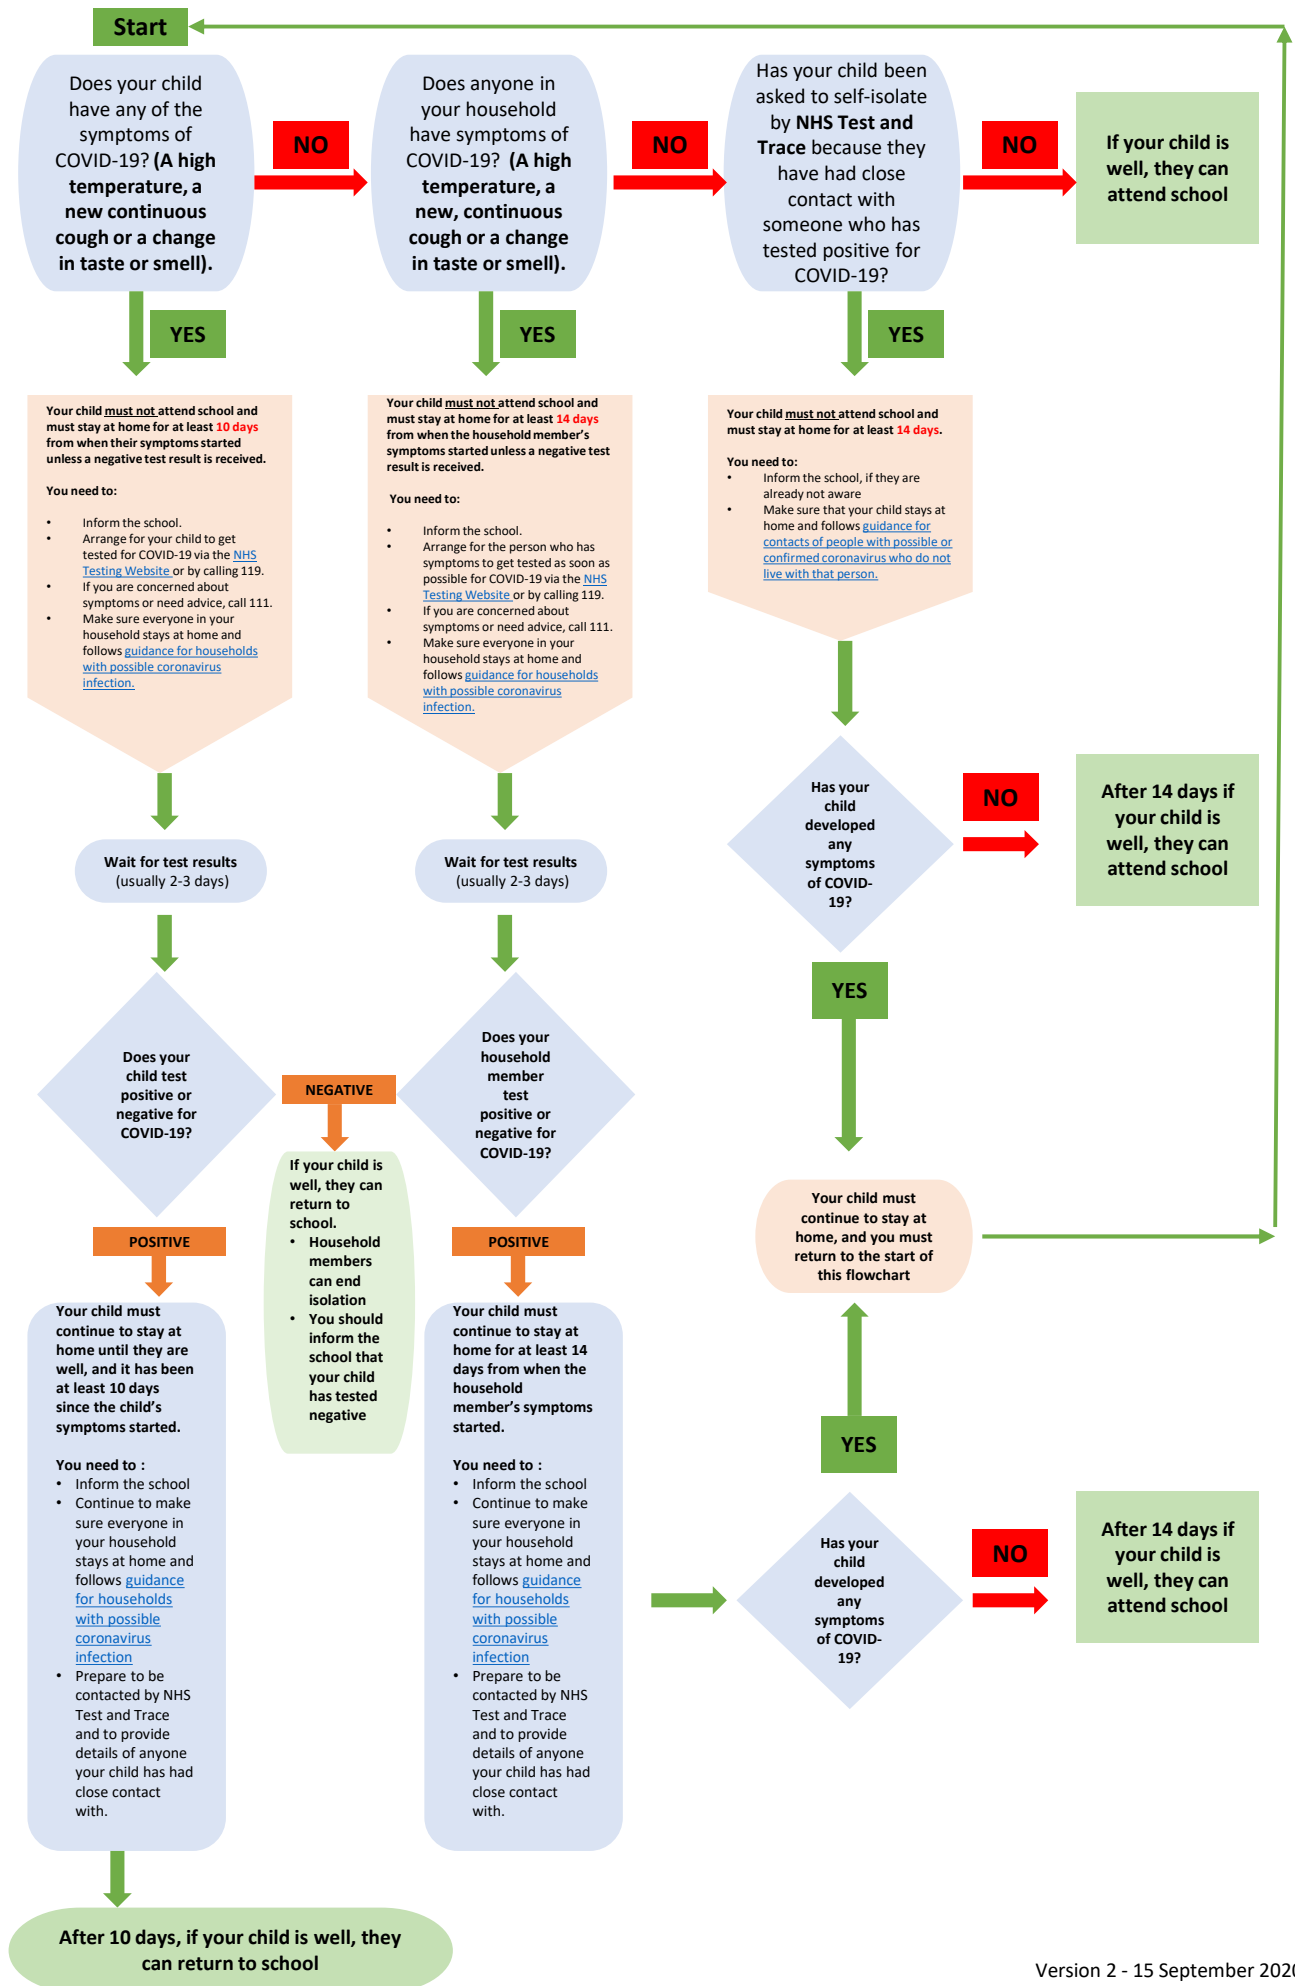 Start
Does your child
have any of the
symptoms of
COVID-19? (A high
temperature, a
new continuous
cough or a change
in taste or smell).
NO
Does anyone in
your household
have symptoms of
COVID-19? (A high
temperature, a
new, continuous
cough or a change
in taste or smell).
NO
Has your child been
asked to self-isolate
by NHS Test and
Trace because they
have had close
contact with
someone who has
tested positive for
COVID-19?
NO
If your child is
well, they can
attend school
YES
YES
YES
Your child must not attend school and
must stay at home for at least 10 days
from when their symptoms started
unless a negative test result is received.
You need to:
• Inform the school.
• Arrange for your child to get
tested for COVID-19 via the NHS
Testing Website or by calling 119.
• If you are concerned about
symptoms or need advice, call 111.
• Make sure everyone in your
household stays at home and
follows guidance for households
with possible coronavirus
infection.
Your child must not attend school and
must stay at home for at least 14 days
from when the household member's
symptoms started unless a negative test
result is received.
You need to:
• Inform the school.
• Arrange for the person who has
symptoms to get tested as soon as
possible for COVID-19 via the NHS
Testing Website or by calling 119.
• If you are concerned about
symptoms or need advice, call 111.
• Make sure everyone in your
household stays at home and
follows guidance for households
with possible coronavirus
infection.
Your child must not attend school and
must stay at home for at least 14 days.
You need to:
• Inform the school, if they are
already not aware
• Make sure that your child stays at
home and follows guidance for
contacts of people with possible or
confirmed coronavirus who do not
live with that person.
Wait for test results
(usually 2-3 days)
Wait for test results
(usually 2-3 days)
Has your
child
developed
any
symptoms
of COVID-
19?
NO
After 14 days if
your child is
well, they can
attend school
YES
Does your
child test
positive or
negative for
COVID-19?
NEGATIVE
Does your
household
member
test
positive or
negative for
COVID-19?
If your child is
well, they can
return to
school.
• Household
members
can end
isolation
• You should
inform the
school that
your child
has tested
negative
Your child must
continue to stay at
home, and you must
return to the start of
this flowchart
POSITIVE
POSITIVE
Your child must
continue to stay at
home until they are
well, and it has been
at least 10 days
since the child's
symptoms started.
You need to :
• Inform the school
• Continue to make
sure everyone in
your household
stays at home and
follows guidance
for households
with possible
coronavirus
infection
• Prepare to be
contacted by NHS
Test and Trace
and to provide
details of anyone
your child has had
close contact
with.
Your child must
continue to stay at
home for at least 14
days from when the
household
member's symptoms
started.
You need to :
• Inform the school
• Continue to make
sure everyone in
your household
stays at home and
follows guidance
for households
with possible
coronavirus
infection
• Prepare to be
contacted by NHS
Test and Trace
and to provide
details of anyone
your child has had
close contact
with.
YES
Has your
child
developed
any
symptoms
of COVID-
19?
NO
After 14 days if
your child is
well, they can
attend school
After 10 days, if your child is well, they
can return to school
Version 2 - 15 September 2020